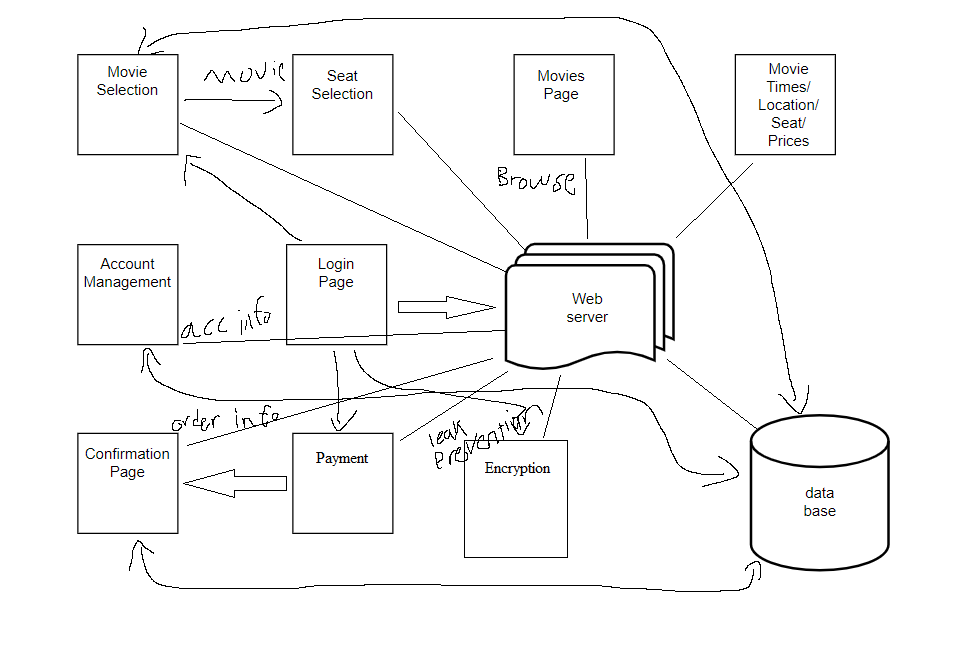 Movie
Selection
movie
Seat
Selection
Movies
Page
Movie
Times/
Location/
Seat/
Prices
Browse
Account
Management
Login
Page
Web
server
acc info
order info
leak
prevention
Confirmation
Page
Payment
Encryption
data
base